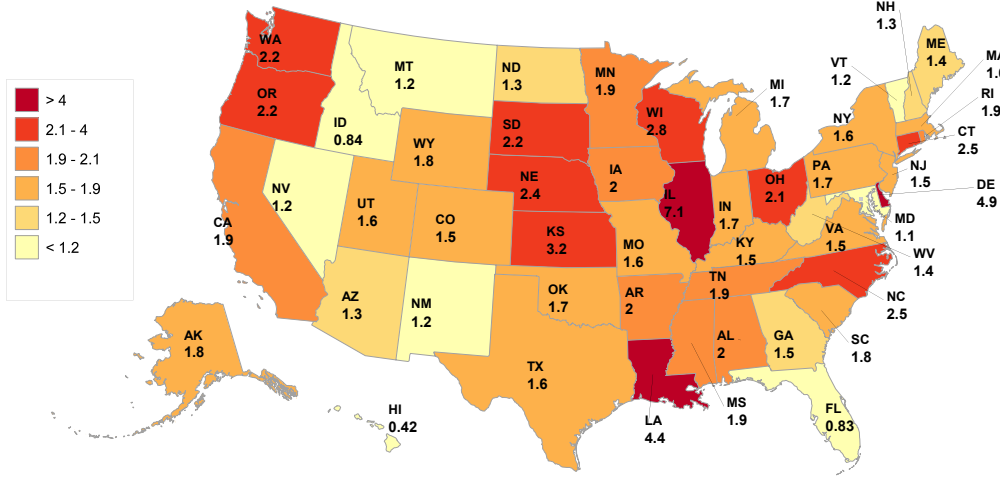 > 4
2.1 - 4
1.9 - 2.1
1.5 - 1.9
1.2 - 1.5
< 1.2
WA
2.2
OR
2.2
ID
0.84
MT
1.2
ND
1.3
MN
1.9
WI
2.8
MI
1.7
NH
1.3
VT
1.2
ME
1.4
RI
1.9
CT
2.5
NY
1.6
PA
1.7
NJ
1.5
DE
4.9
MD
1.1
WV
1.4
VA
1.5
NC
2.5
SC
1.8
SD
2.2
WY
1.8
NE
2.4
IA
2
IL
7.1
IN
1.7
OH
2.1
KY
1.5
NV
1.2
UT
1.6
CO
1.5
KS
3.2
MO
1.6
CA
1.9
AZ
1.3
NM
1.2
OK
1.7
AR
2
TN
1.9
AL
2
GA
1.5
MS
1.9
LA
4.4
TX
1.6
FL
0.83
AK
1.8
HI
0.42